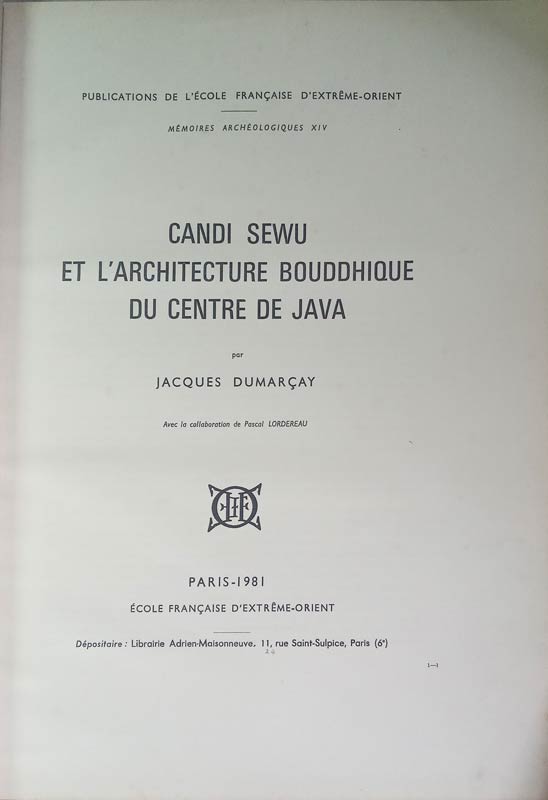 PUBLICATIONS DE L'ÉCOLE FRANÇAISE D'EXTRÊME-ORIENT
MÉMOIRES ARCHÉOLOGIQUES XIV
CANDI SEWU
ET L'ARCHITECTURE BOUDDHIQUE
DU CENTRE DE JAVA
par
JACQUES DUMARÇAY
Avec la collaboration de Pascal LORDEREAU
PARIS-1981
ÉCOLE FRANÇAISE D'EXTRÊME-ORIENT
Dépositaire : Librairie Adrien-Maisonneuve. 11, rue Saint-Sulpice, Paris (6e)
1—1